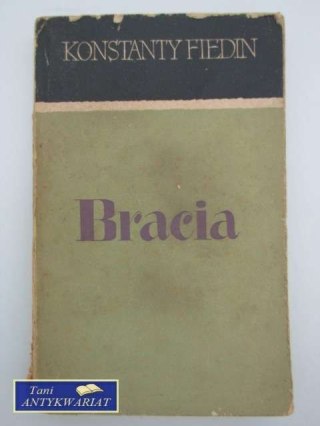 KONSTANTY FIEDIN
Bracia
Tani
ANTYKWARIAT